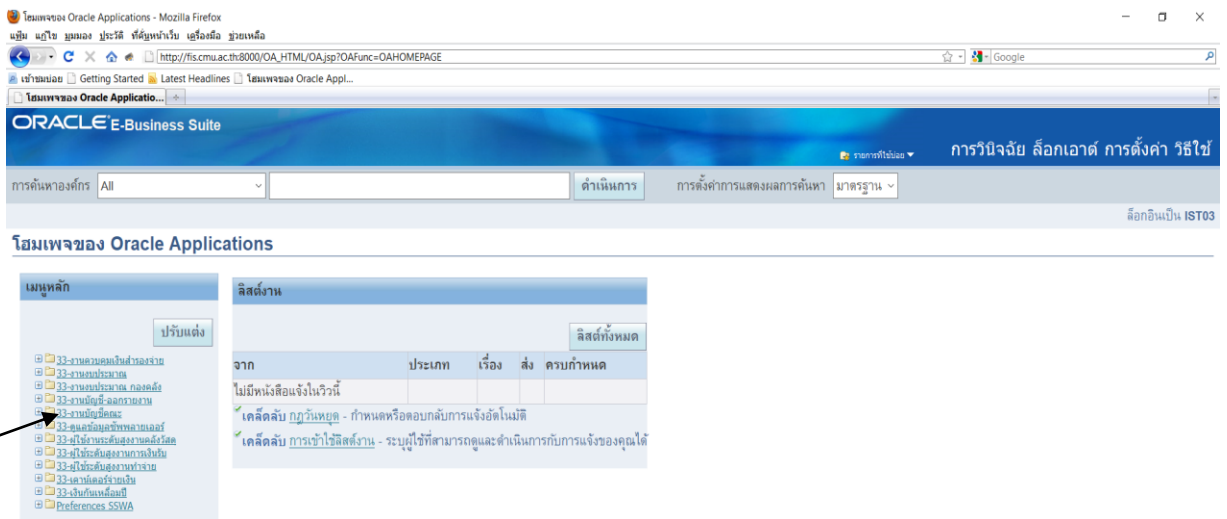 โฮมเพจของ Oracle Applications - Mozilla Firefox
แฟ้ม แก้ไข มุมมอง ประวัติ ที่คั่นหน้าเว็บ เครื่องมือ ช่วยเหลือ
http://fis.cmu.ac.th:8000/OA_HTML/OA.jsp?OAFunc=OAHOMEPAGE Google
เข้าชมบ่อย Getting Started Latest Headlines โฮมเพจของ Oracle Appl...
โฮมเพจของ Oracle Applicatio...
ORACLE E-Business Suite
รายการที่ใช้บ่อย การวินิจฉัย ล็อกเอาต์ การตั้งค่า วิธีใช้
การค้นหาองค์กร All ดำเนินการ การตั้งค่าการแสดงผลการค้นหา มาตรฐาน
ล็อกอินเป็น IST03
โฮมเพจของ Oracle Applications
เมนูหลัก
ปรับแต่ง
33-งานควบคุมเงินสำรองจ่าย
33-งานงบประมาณ
33-งานงบประมาณ กองคลัง
33-งานบัญชี-ออกรายงาน
33-งานบัญชีคณะ
33-ดูแลข้อมูลซัพพลายเออร์
33-ผู้ใช้งานระดับสูงงานคลังวัสดุ
33-ผู้ใช้ระดับสูงงานการเงินรับ
33-ผู้ใช้ระดับสูงงานทำจ่าย
33-เคาน์เตอร์จ่ายเงิน
33-เงินกันเหลื่อมปี
Preferences SSWA
ลิสต์งาน
ลิสต์ทั้งหมด
จาก ประเภท เรื่อง ส่ง ครบกำหนด
ไม่มีหนังสือแจ้งในวิวนี้
เคล็ดลับ กฎวันหยุด - กำหนดหรือตอบกลับการแจ้งอัตโนมัติ
เคล็ดลับ การเข้าใช้ลิสต์งาน - ระบุผู้ใช้ที่สามารถดูและดำเนินการกับการแจ้งของคุณได้